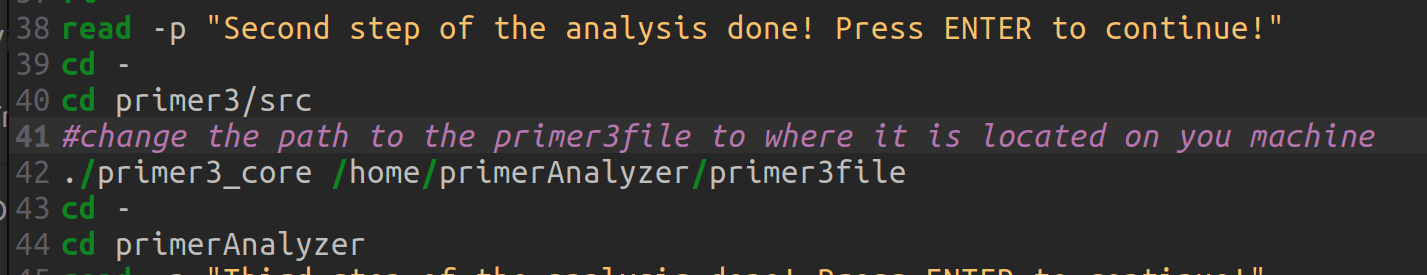 38 read -p "Second step of the analysis done! Press ENTER to continue!"
39 cd -
40 cd primer3/src
41 #change the path to the primer3file to where it is located on you machine
42 ./primer3_core /home/primerAnalyzer/primer3file
43 cd -
44 cd primerAnalyzer